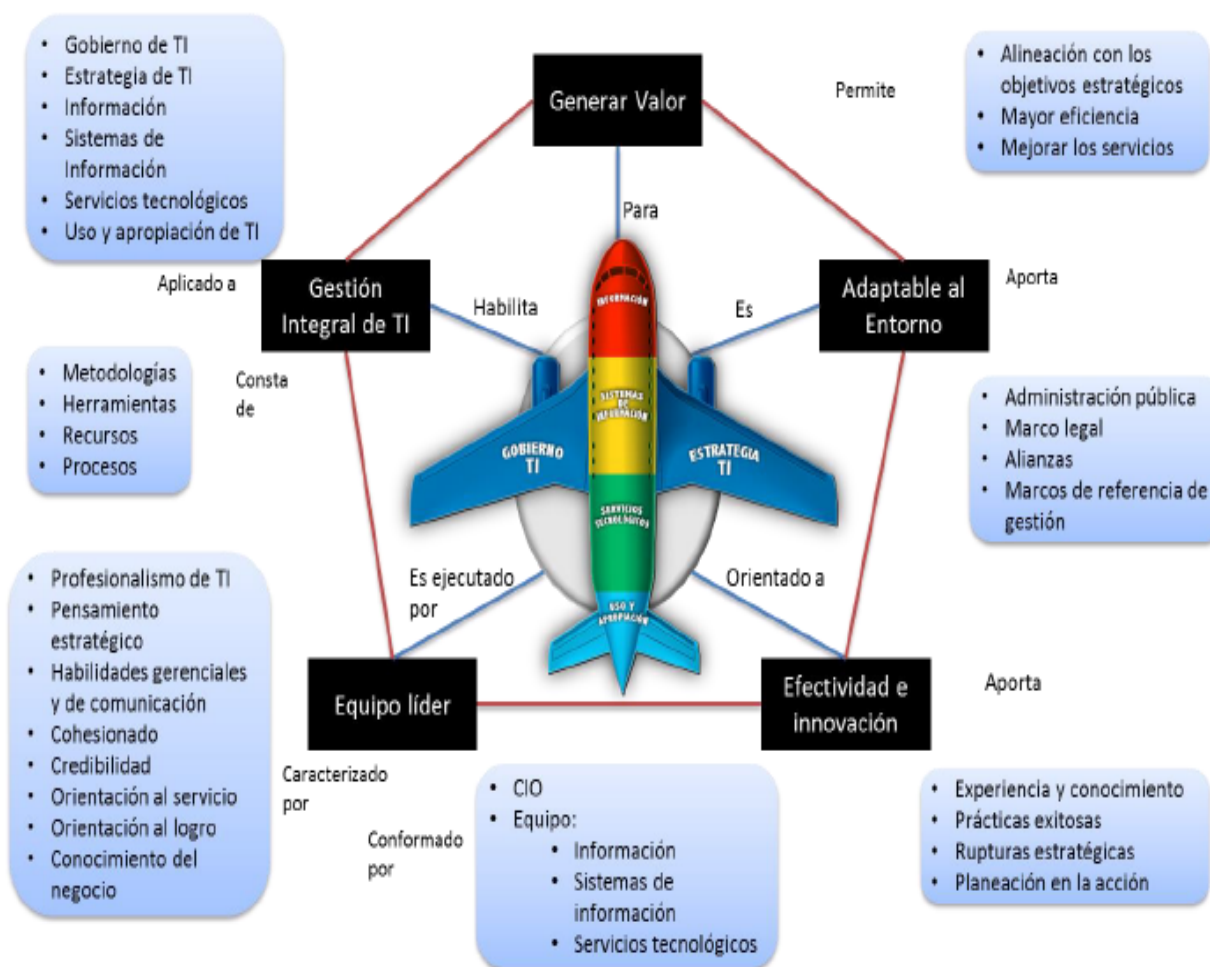 • Gobierno de TI
• Estrategia de TI
• Información
• Sistemas de
Información
• Servicios tecnológicos
• Uso y apropiación de TI
Generar Valor
Permite
• Alineación con los
objetivos estratégicos
• Mayor eficiencia
• Mejorar los servicios
Para
Aplicado a
Gestión
Integral de TI
Habilita
Es
Adaptable al
Entorno
Aporta
INFORMACIÓN
SISTEMAS
DE
INFORMACIÓN
GOBIERNO
TI
ESTRATEGIA
TI
SERVICIOS
TECNOLÓGICOS
USO Y
APROPIACIÓN
• Metodologías
• Herramientas
• Recursos
• Procesos
Consta
de
• Administración pública
• Marco legal
• Alianzas
• Marcos de referencia de
gestión
Es ejecutado
por
Orientado a
• Profesionalismo de TI
• Pensamiento
estratégico
• Habilidades gerenciales
y de comunicación
• Cohesionado
• Credibilidad
• Orientación al servicio
• Orientación al logro
• Conocimiento del
negocio
Equipo líder
Efectividad e
innovación
Aporta
Caracterizado
por
Conformado
por
• CIO
• Equipo:
• Información
• Sistemas de
información
• Servicios tecnológicos
• Experiencia y conocimiento
• Prácticas exitosas
• Rupturas estratégicas
• Planeación en la acción